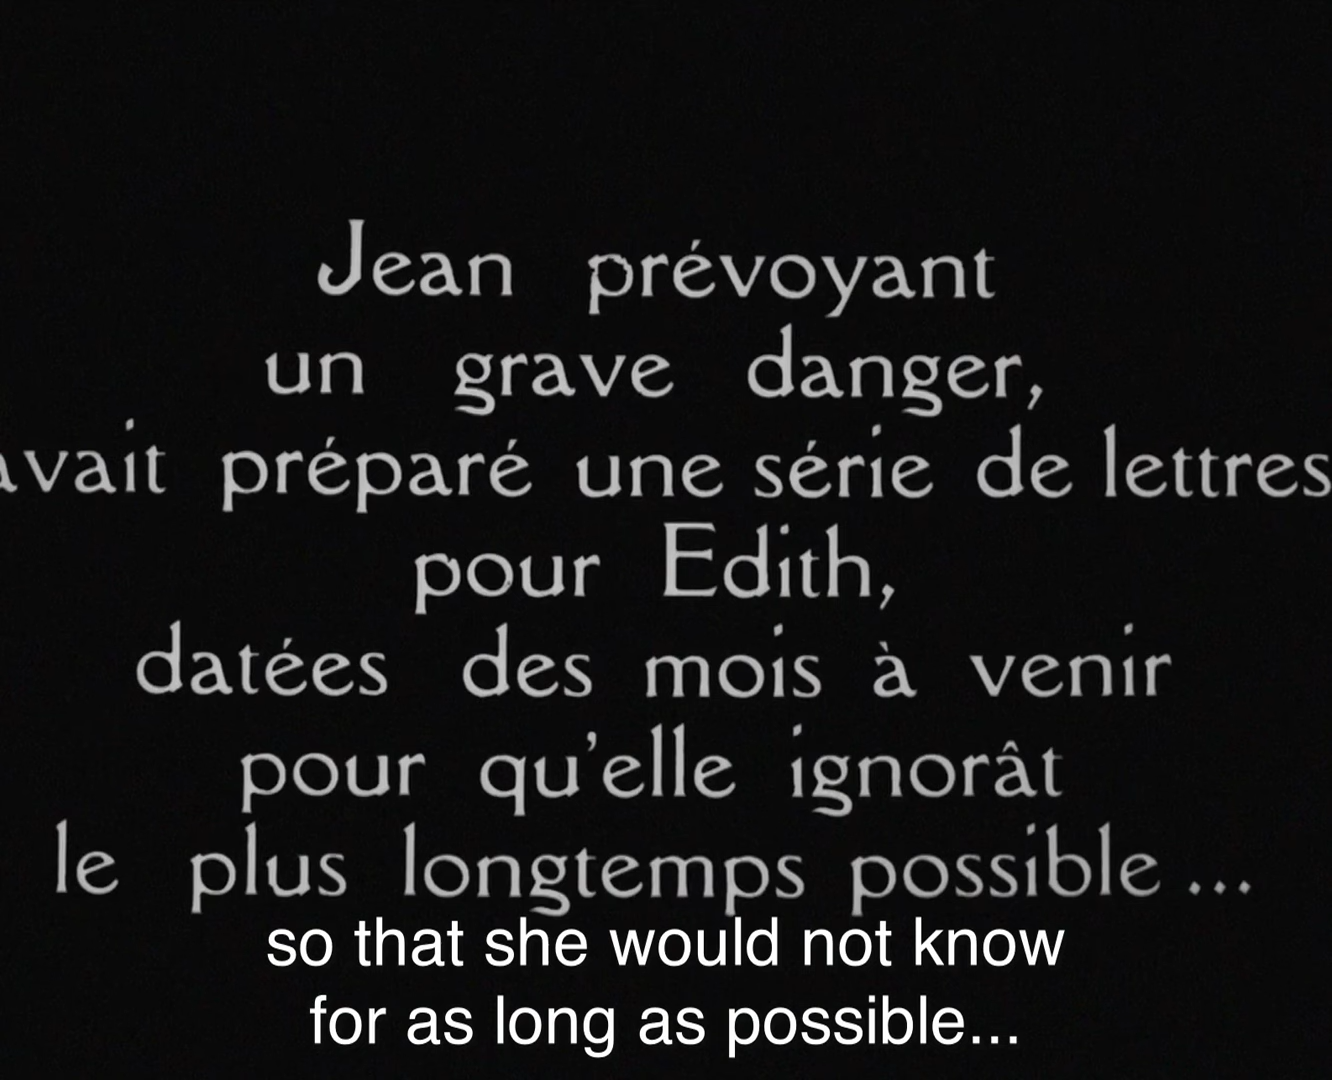 Jean prévoyant
un grave danger,
avait préparé une série de lettres
pour Edith,
datées des mois à venir
pour qu'elle ignorât
le plus longtemps possible ...
so that she would not know
for as long as possible...